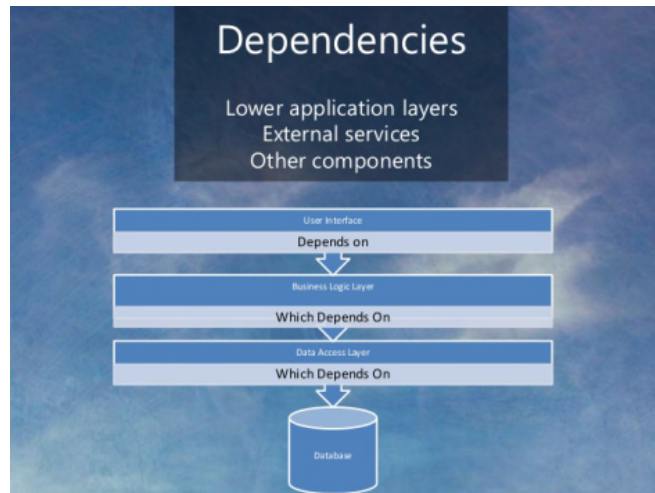 Dependencies
Lower application layers
External services
Other components
User Interface
Depends on
Business Logic Layer
Which Depends On
Data Access Layer
Which Depends On
Database